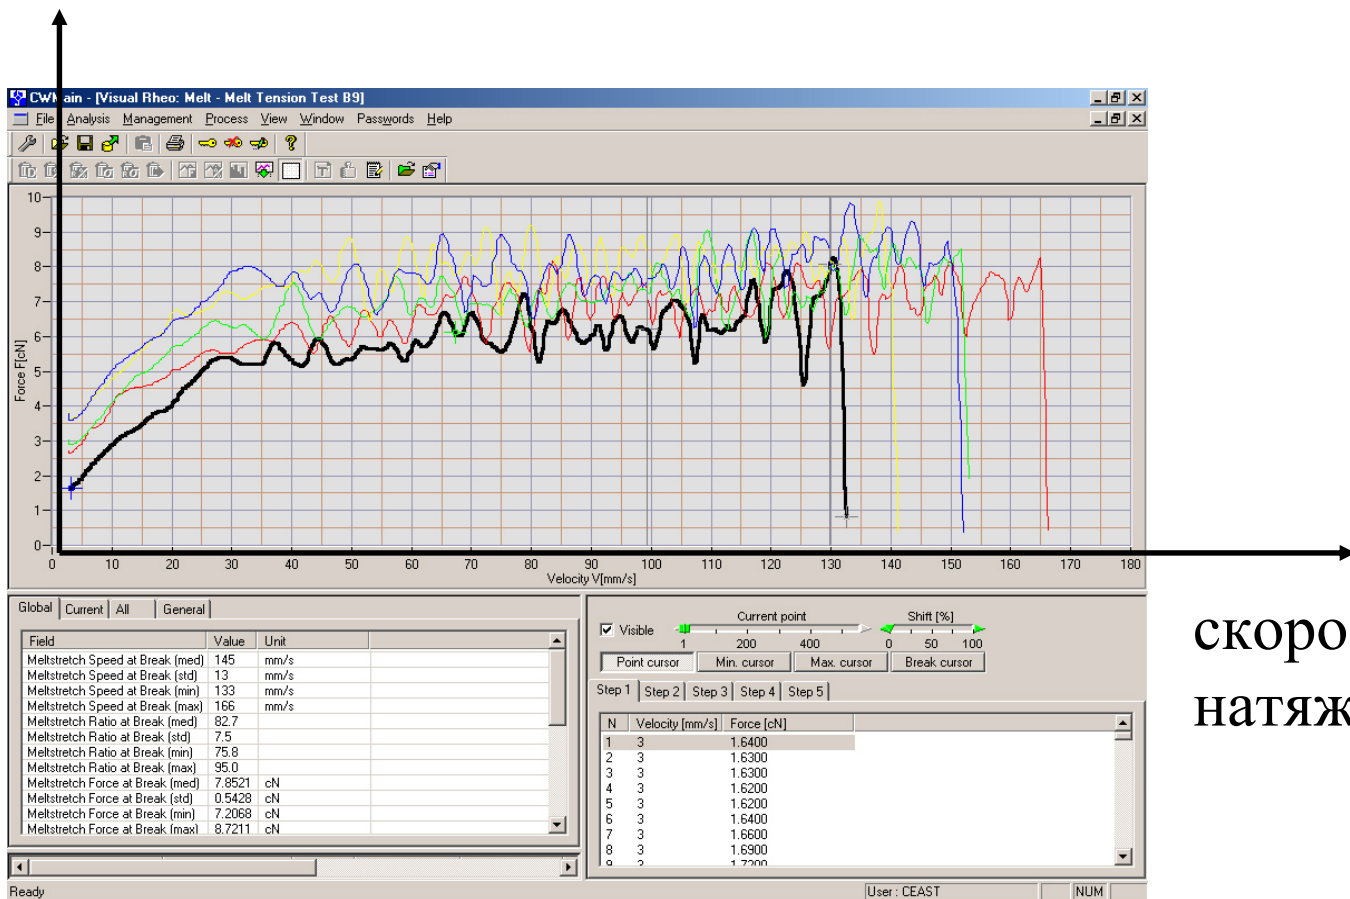 CWMain - [Visual Rheo: Melt - Melt Tension Test B9]
File Analysis Management Process View Window Passwords Help
Force F[cN]
10
9
8
7
6
5
4
3
2
1
0
0 10 20 30 40 50 60 70 80 90 100 110 120 130 140 150 160 170 180
Velocity V[mm/s]
Global Current All General
Field Value Unit
Meltstretch Speed at Break (med) 145 mm/s
Meltstretch Speed at Break (std) 13 mm/s
Meltstretch Speed at Break (min) 133 mm/s
Meltstretch Speed at Break (max) 166 mm/s
Meltstretch Ratio at Break (med) 82.7
Meltstretch Ratio at Break (std) 7.5
Meltstretch Ratio at Break (min) 75.8
Meltstretch Ratio at Break (max) 95.0
Meltstretch Force at Break (med) 7.8521 cN
Meltstretch Force at Break (std) 0.5428 cN
Meltstretch Force at Break (min) 7.2068 cN
Meltstretch Force at Break (max) 8.7211 cN
Visible
Current point
1 200 400
Shift [%]
0 50 100
Point cursor Min. cursor Max. cursor Break cursor
Step 1 Step 2 Step 3 Step 4 Step 5
N Velocity [mm/s] Force [cN]
1 3 1.6400
2 3 1.6300
3 3 1.6300
4 3 1.6200
5 3 1.6200
6 3 1.6400
7 3 1.6600
8 3 1.6900
9 3 1.7200
скоро
натяж
Ready
User : CEAST
NUM